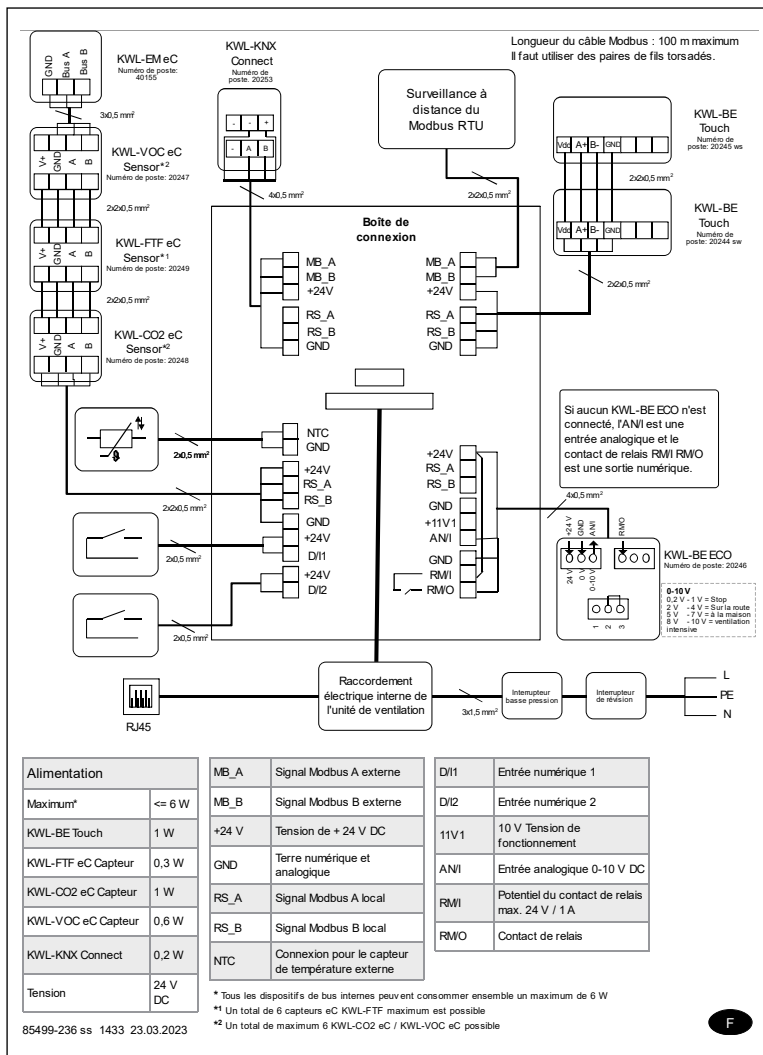 Longueur du câble Modbus : 100 m maximum
Il faut utiliser des paires de fils torsadés.
GND
Bus A
Bus B
KWL-EM eC
Numéro de poste:
40155
3x0,5 mm²
V+
GND
A
B
KWL-VOC eC
Sensor*²
Numéro de poste: 20247
2x2x0,5 mm²
V+
GND
A
B
KWL-FTF eC
Sensor*¹
Numéro de poste: 20249
2x2x0,5 mm²
V+
GND
A
B
KWL-CO2 eC
Sensor*²
Numéro de poste: 20248
KWL-KNX
Connect
Numéro de
poste. 20253
- - +
- A B
4x0,5 mm²
Surveillance à
distance du
Modbus RTU
2x2x0,5 mm²
Vdd A+ B- GND
KWL-BE
Touch
Numéro de
poste: 20245 ws
2x2x0,5 mm²
Vdd A+ B- GND
KWL-BE
Touch
Numéro de
poste: 20244 sw
2x2x0,5 mm²
Boîte de
connexion
MB_A
MB_B
+24V
RS_A
RS_B
GND
MB_A
MB_B
+24V
RS_A
RS_B
GND
2x0,5 mm²
NTC
GND
2x2x0,5 mm²
+24V
RS_A
RS_B
GND
2x0,5 mm²
+24V
D/I1
2x0,5 mm²
+24V
D/I2
+24V
RS_A
RS_B
GND
+11V1
AN/I
GND
RM/I
RM/O
Si aucun KWL-BE ECO n'est
connecté, l'AN/I est une
entrée analogique et le
contact de relais RM/I RM/O
est une sortie numérique.
4x0,5 mm²
+24 V
GND
AN/I
RM/O
24 V
0 V
0-10 V
1
2
3
KWL-BE ECO
Numéro de poste: 20246
0-10 V
0,2 V - 1 V = Stop
2 V - 4 V = Sur la route
5 V - 7 V = à la maison
8 V - 10 V = ventilation
intensive
RJ45
Raccordement
électrique interne de
l'unité de ventilation
3x1,5 mm²
Interrupteur
basse pression
Interrupteur
de révision
L
PE
N
Alimentation
Maximum* <= 6 W
KWL-BE Touch 1 W
KWL-FTF eC Capteur 0,3 W
KWL-CO2 eC Capteur 1 W
KWL-VOC eC Capteur 0,6 W
KWL-KNX Connect 0,2 W
Tension 24 V
DC
MB_A Signal Modbus A externe
MB_B Signal Modbus B externe
+24 V Tension de + 24 V DC
GND Terre numérique et
analogique
RS_A Signal Modbus A local
RS_B Signal Modbus B local
NTC Connexion pour le capteur
de température externe
D/I1 Entrée numérique 1
D/I2 Entrée numérique 2
11V1 10 V Tension de
fonctionnement
AN/I Entrée analogique 0-10 V DC
RM/I Potentiel du contact de relais
max. 24 V / 1 A
RM/O Contact de relais
* Tous les dispositifs de bus internes peuvent consommer ensemble un maximum de 6 W
*¹ Un total de 6 capteurs eC KWL-FTF maximum est possible
*² Un total de maximum 6 KWL-CO2 eC / KWL-VOC eC possible
85499-236 ss 1433 23.03.2023
F